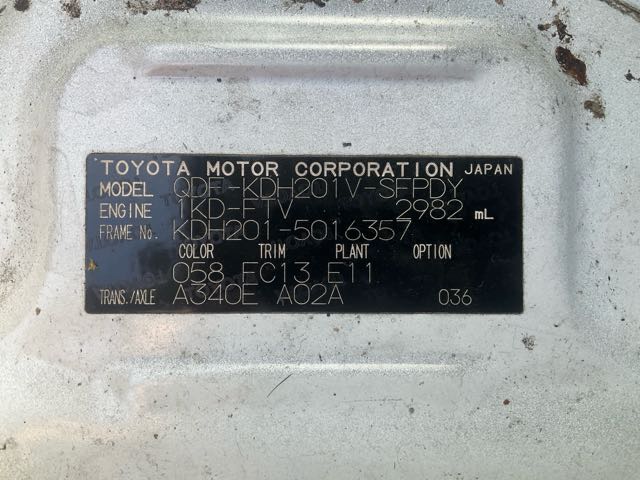 TOYOTA MOTOR CORPORATION JAPAN
MODEL QDF-KDH201V-SFPDY
ENGINE 1KD-FTV 2982 mL
FRAME No. KDH201-5016357
COLOR TRIM PLANT OPTION
058 FC13 E11
TRANS./AXLE A340E A02A 036